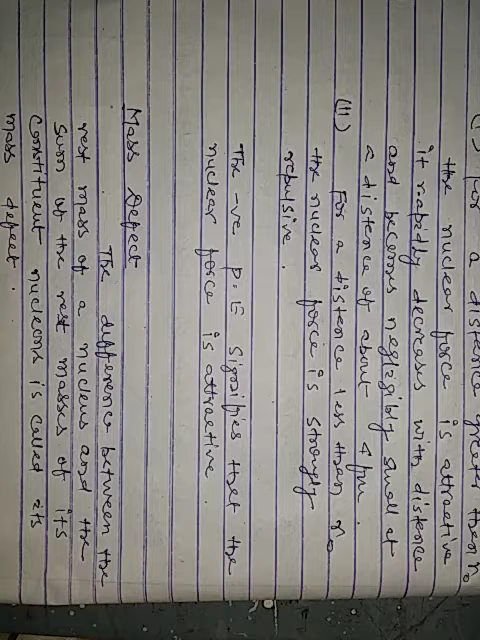 (i) For a distance greater than r₀
the nuclear force is attractive
it rapidly decreases with distance
and becomes neglegibly small at
a distance of about 4 fm.
(ii) For a distance less than r₀
the nuclear force is strongly
repulsive.
The -ve P.E signifies that the
nuclear force is attractive.
Mass Defect
The difference between the
rest mass of a nucleus and the
sum of the rest masses of its
constituent nucleons is called its
mass defect.